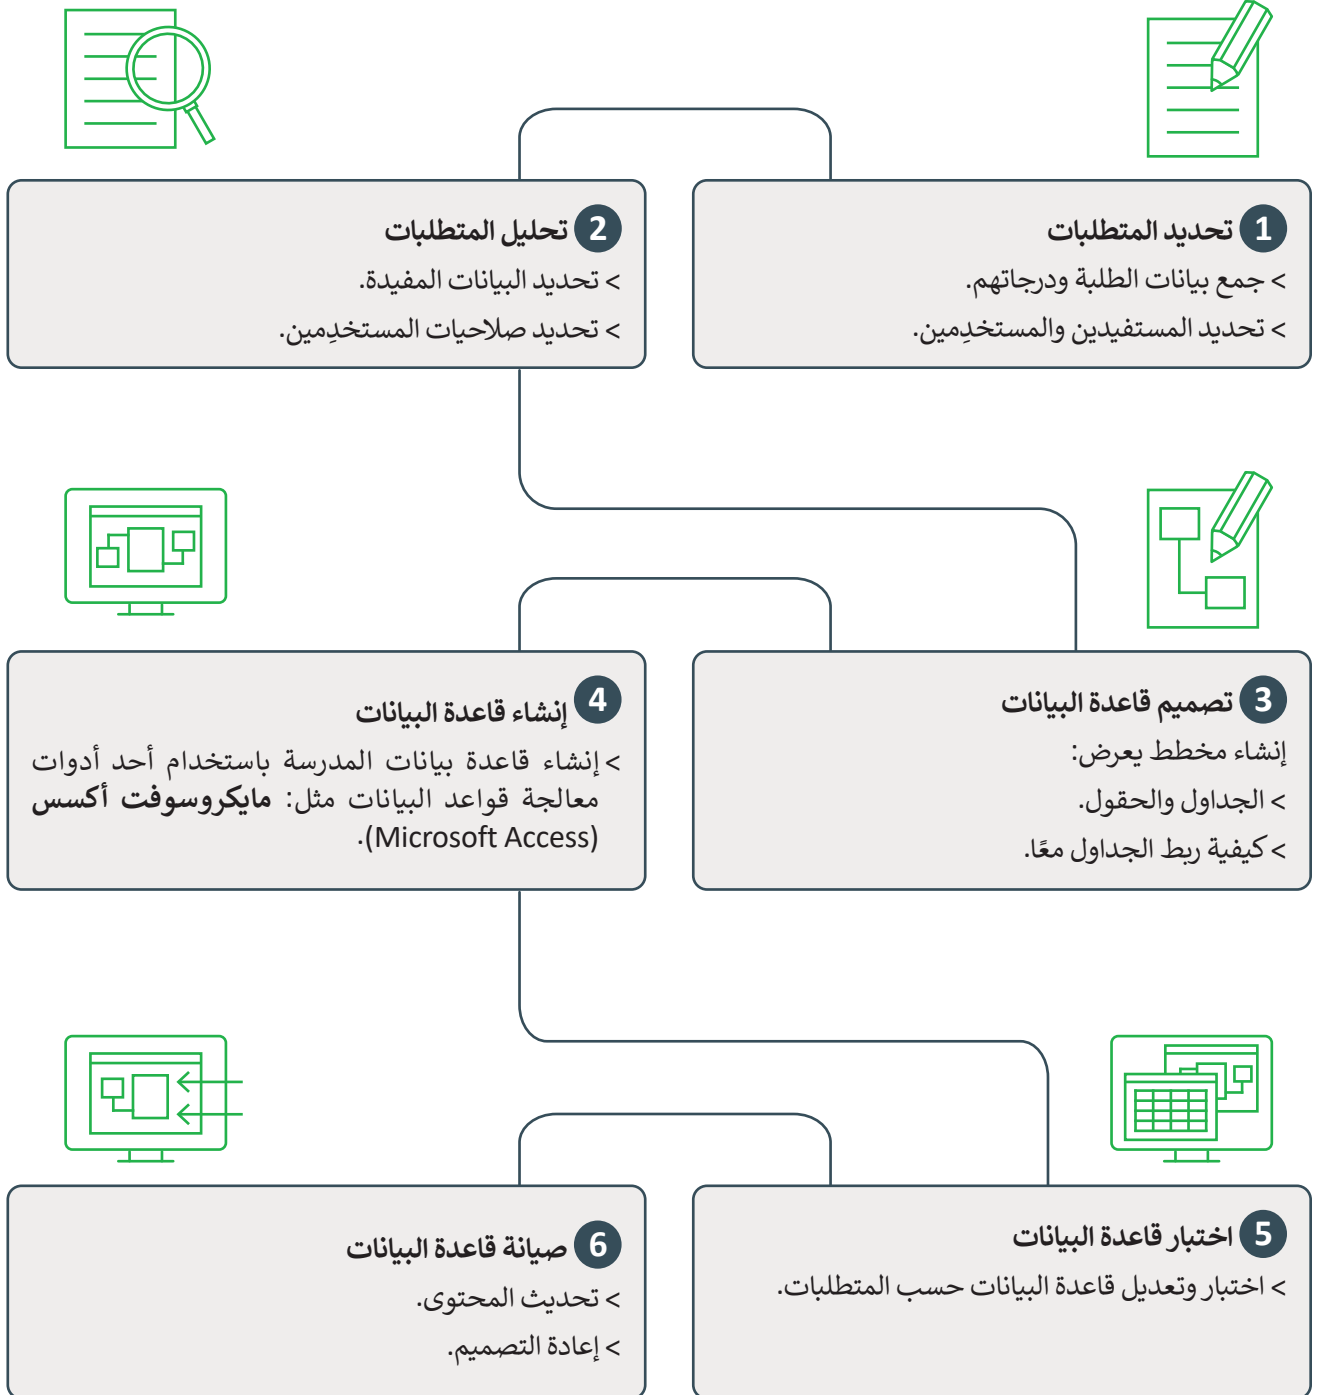 1 تحديد المتطلبات
> جمع بيانات الطلبة ودرجاتهم.
> تحديد المستفيدين والمستخدِمين.
2 تحليل المتطلبات
> تحديد البيانات المفيدة.
> تحديد صلاحيات المستخدِمين.
3 تصميم قاعدة البيانات
إنشاء مخطط يعرض:
> الجداول والحقول.
> كيفية ربط الجداول معًا.
4 إنشاء قاعدة البيانات
> إنشاء قاعدة بيانات المدرسة باستخدام أحد أدوات
معالجة قواعد البيانات مثل: مايكروسوفت أكسس
(Microsoft Access).
5 اختبار قاعدة البيانات
> اختبار وتعديل قاعدة البيانات حسب المتطلبات.
6 صيانة قاعدة البيانات
> تحديث المحتوى.
> إعادة التصميم.